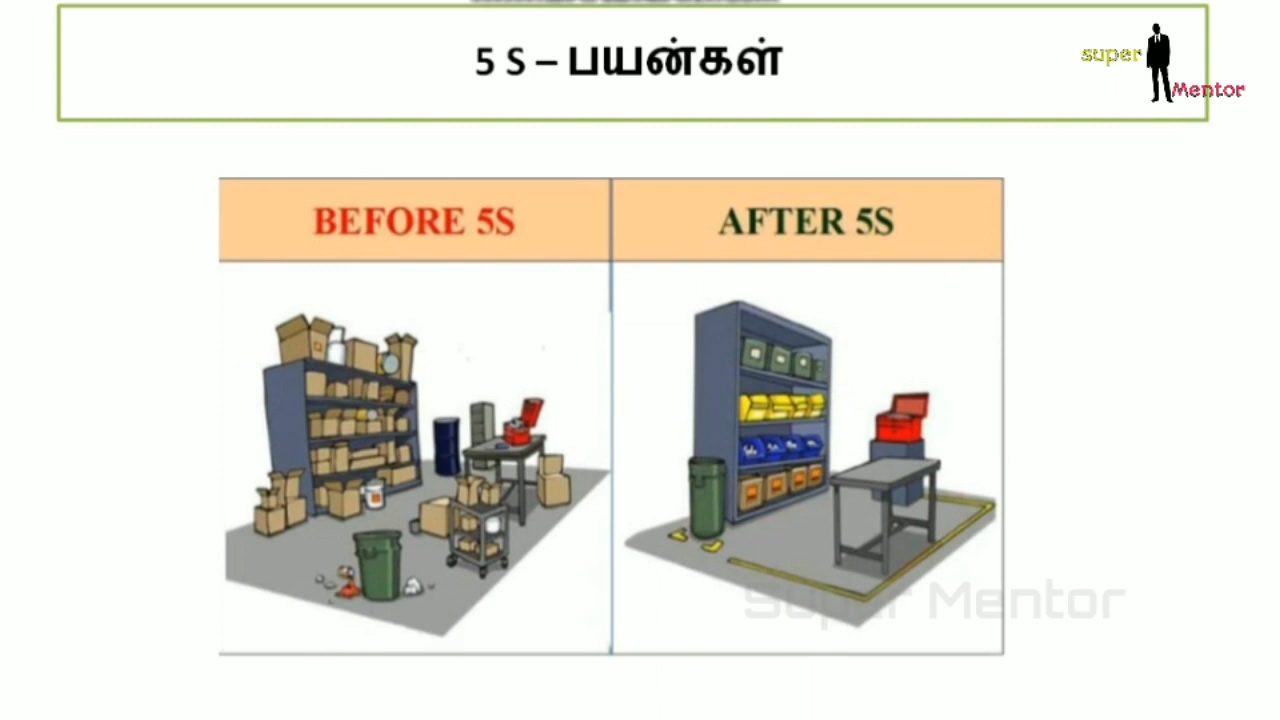 5 S – பயன்கள்
super
Mentor
BEFORE 5S
AFTER 5S
Super Mentor